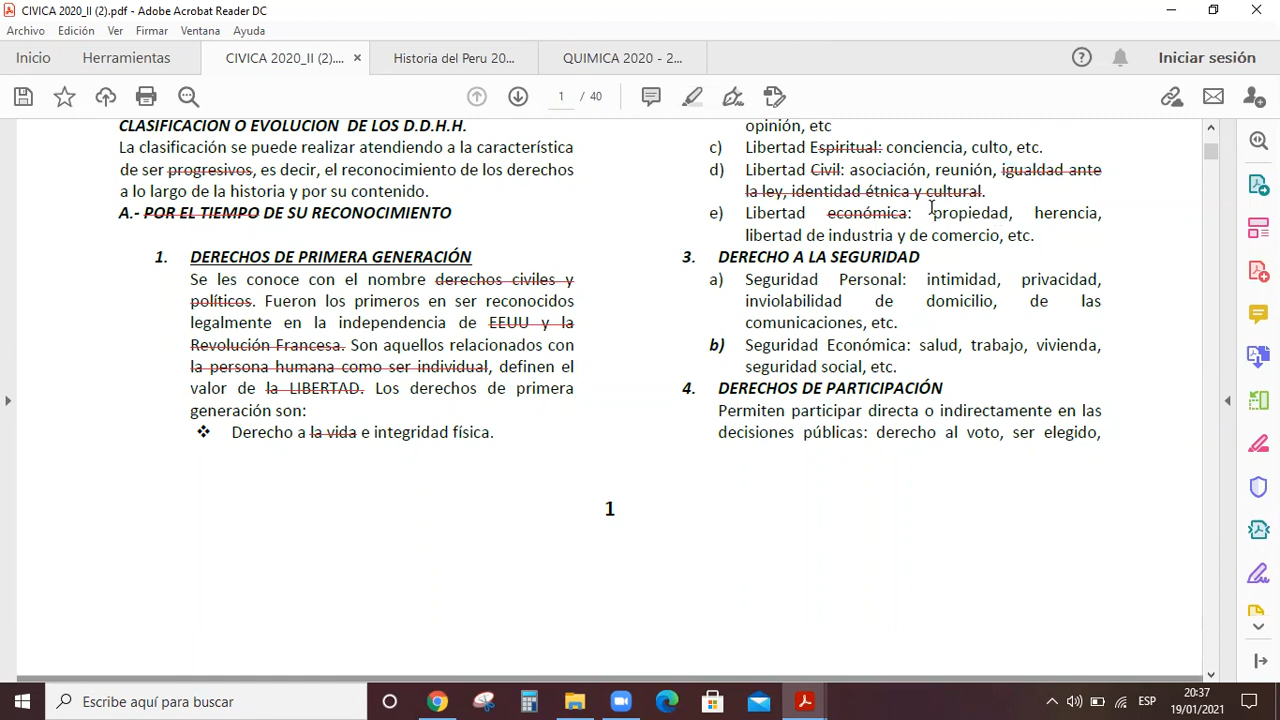 CIVICA 2020_II (2).pdf - Adobe Acrobat Reader DC
Archivo Edición Ver Firmar Ventana Ayuda
Inicio Herramientas CIVICA 2020_II (2).... × Historia del Peru 20... QUIMICA 2020 - 2... Iniciar sesión
1 / 40
CLASIFICACION O EVOLUCION DE LOS D.D.H.H.
La clasificación se puede realizar atendiendo a la característica
de ser progresivos, es decir, el reconocimiento de los derechos
a lo largo de la historia y por su contenido.
A.- POR EL TIEMPO DE SU RECONOCIMIENTO
1. DERECHOS DE PRIMERA GENERACIÓN
Se les conoce con el nombre derechos civiles y
políticos. Fueron los primeros en ser reconocidos
legalmente en la independencia de EEUU y la
Revolución Francesa. Son aquellos relacionados con
la persona humana como ser individual, definen el
valor de la LIBERTAD. Los derechos de primera
generación son:
❖ Derecho a la vida e integridad física.
opinión, etc
c) Libertad Espiritual: conciencia, culto, etc.
d) Libertad Civil: asociación, reunión, igualdad ante
la ley, identidad étnica y cultural.
e) Libertad económica: propiedad, herencia,
libertad de industria y de comercio, etc.
3. DERECHO A LA SEGURIDAD
a) Seguridad Personal: intimidad, privacidad,
inviolabilidad de domicilio, de las
comunicaciones, etc.
b) Seguridad Económica: salud, trabajo, vivienda,
seguridad social, etc.
4. DERECHOS DE PARTICIPACIÓN
Permiten participar directa o indirectamente en las
decisiones públicas: derecho al voto, ser elegido,
1
Escribe aquí para buscar
ESP
20:37
19/01/2021